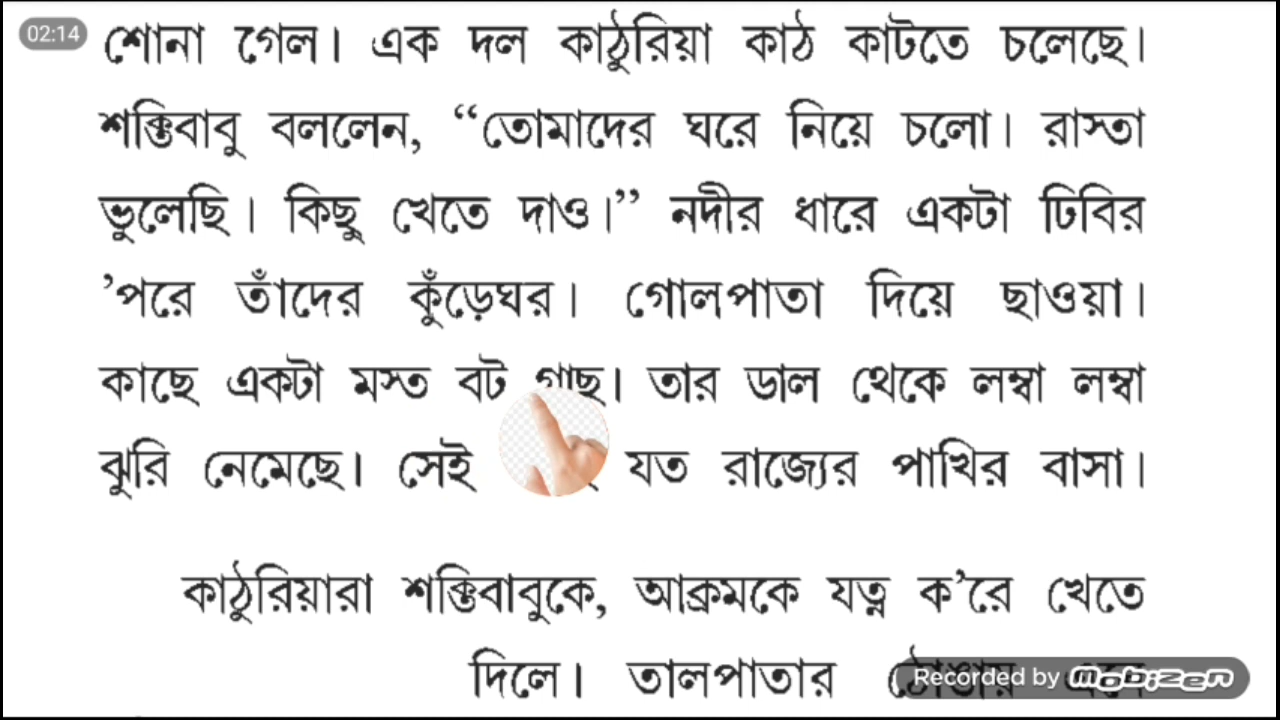 02:14
শোনা গেল। এক দল কাঠুরিয়া কাঠ কাটতে চলেছে।
শক্তিবাবু বললেন, “তোমাদের ঘরে নিয়ে চলো। রাস্তা
ভুলেছি। কিছু খেতে দাও।” নদীর ধারে একটা ঢিবির
’পরে তাঁদের কুঁড়েঘর। গোলপাতা দিয়ে ছাওয়া।
কাছে একটা মস্ত বট গাছ। তার ডাল থেকে লম্বা লম্বা
ঝুরি নেমেছে। সেই যত রাজ্যের পাখির বাসা।
কাঠুরিয়ারা শক্তিবাবুকে, আক্রমকে যত্ন ক’রে খেতে
দিলে। তালপাতার
Recorded by mobizen